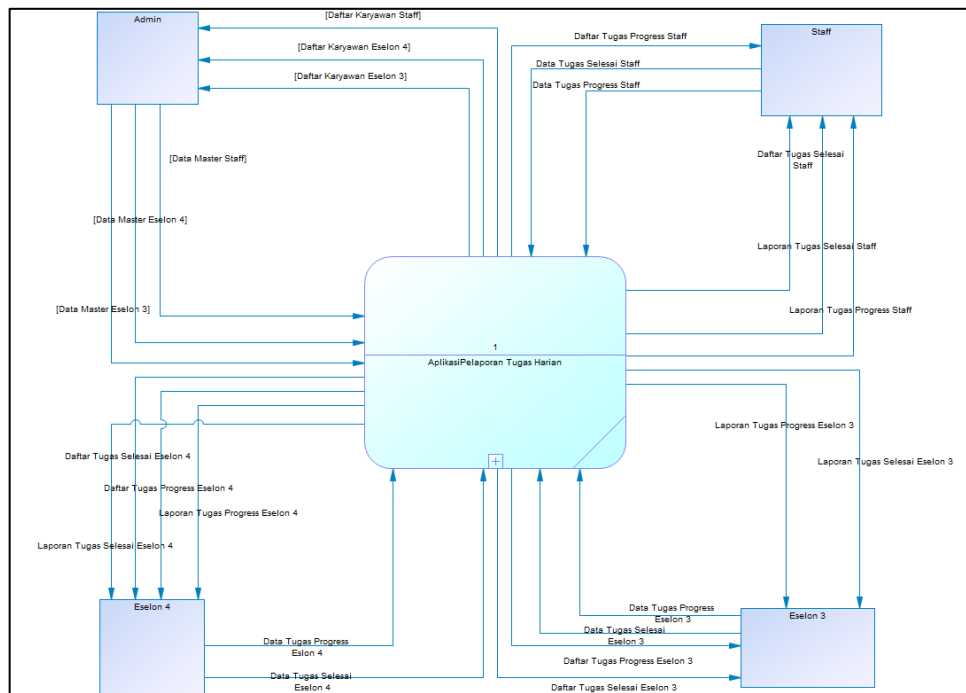 Admin
[Daftar Karyawan Staff]
[Daftar Karyawan Eselon 4]
[Daftar Karyawan Eselon 3]
Daftar Tugas Progress Staff
Data Tugas Selesai Staff
Data Tugas Progress Staff
Staff
[Data Master Staff]
[Data Master Eselon 4]
[Data Master Eselon 3]
Daftar Tugas Selesai
Staff
Laporan Tugas Selesai Staff
Laporan Tugas Progress Staff
1
AplikasiPelaporan Tugas Harian
Laporan Tugas Progress Eselon 3
Laporan Tugas Selesai Eselon 3
Daftar Tugas Selesai Eselon 4
Daftar Tugas Progress Eselon 4
Laporan Tugas Progress Eselon 4
Laporan Tugas Selesai Eselon 4
Eselon 4
Data Tugas Progress
Eslon 4
Data Tugas Selesai
Eselon 4
Data Tugas Progress
Eselon 3
Data Tugas Selesai
Eselon 3
Daftar Tugas Progress Eselon 3
Daftar Tugas Selesai Eselon 3
Eselon 3